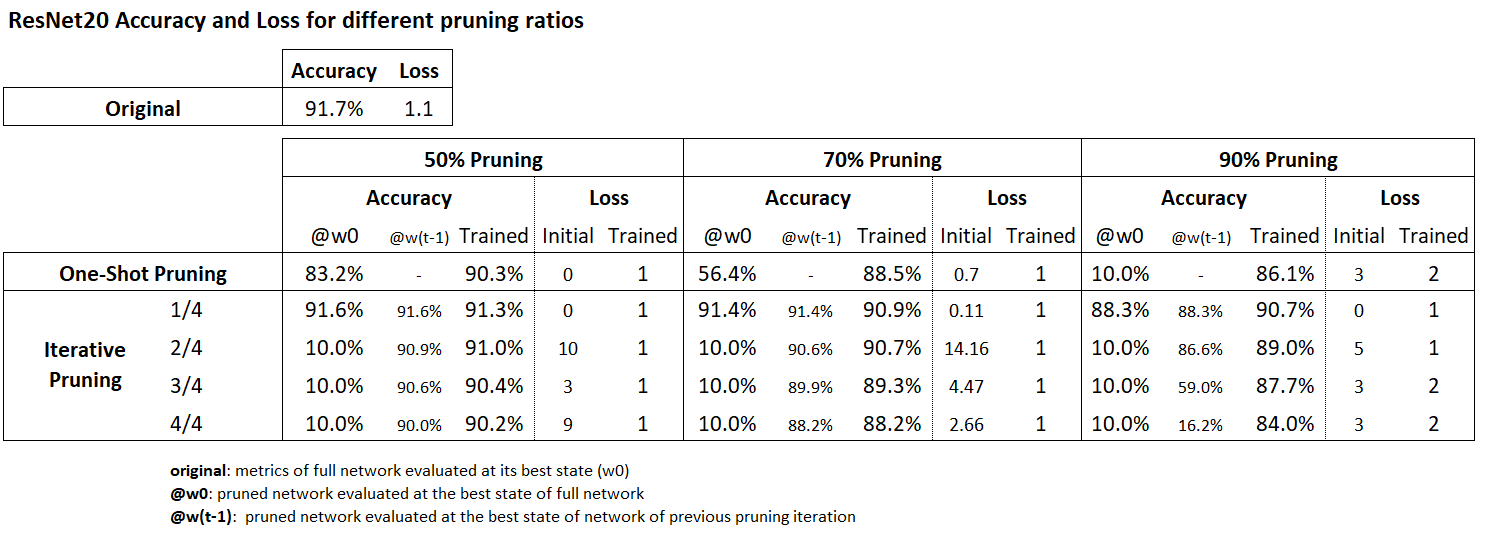 ResNet20 Accuracy and Loss for different pruning ratios
Accuracy Loss
Original 91.7% 1.1
50% Pruning 70% Pruning 90% Pruning
Accuracy Loss Accuracy Loss Accuracy Loss
@w0 @w(t-1) Trained Initial Trained @w0 @w(t-1) Trained Initial Trained @w0 @w(t-1) Trained Initial Trained
One-Shot Pruning 83.2% - 90.3% 0 1 56.4% - 88.5% 0.7 1 10.0% - 86.1% 3 2
Iterative Pruning 1/4 91.6% 91.6% 91.3% 0 1 91.4% 91.4% 90.9% 0.11 1 88.3% 88.3% 90.7% 0 1
2/4 10.0% 90.9% 91.0% 10 1 10.0% 90.6% 90.7% 14.16 1 10.0% 86.6% 89.0% 5 1
3/4 10.0% 90.6% 90.4% 3 1 10.0% 89.9% 89.3% 4.47 1 10.0% 59.0% 87.7% 3 2
4/4 10.0% 90.0% 90.2% 9 1 10.0% 88.2% 88.2% 2.66 1 10.0% 16.2% 84.0% 3 2
original: metrics of full network evaluated at its best state (w0)
@w0: pruned network evaluated at the best state of full network
@w(t-1): pruned network evaluated at the best state of network of previous pruning iteration